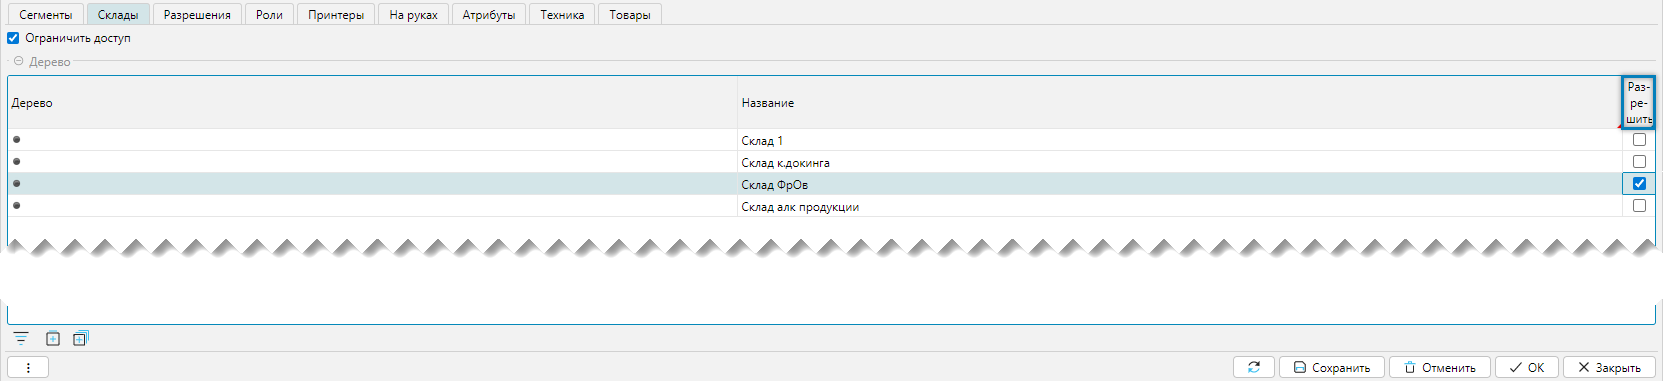 Сегменты Склады Разрешения Роли Принтеры На руках Атрибуты Техника Товары
Ограничить доступ
Дерево
Дерево Название Раз-
ре-
шить
Склад 1
Склад к.докинга
Склад ФрОв
Склад алк продукции
Сохранить Отменить ОК Закрыть